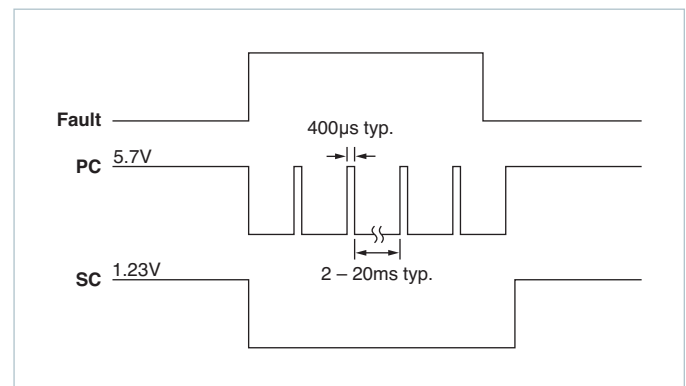 Fault
400µs typ.
PC 5.7V
2 – 20ms typ.
SC 1.23V